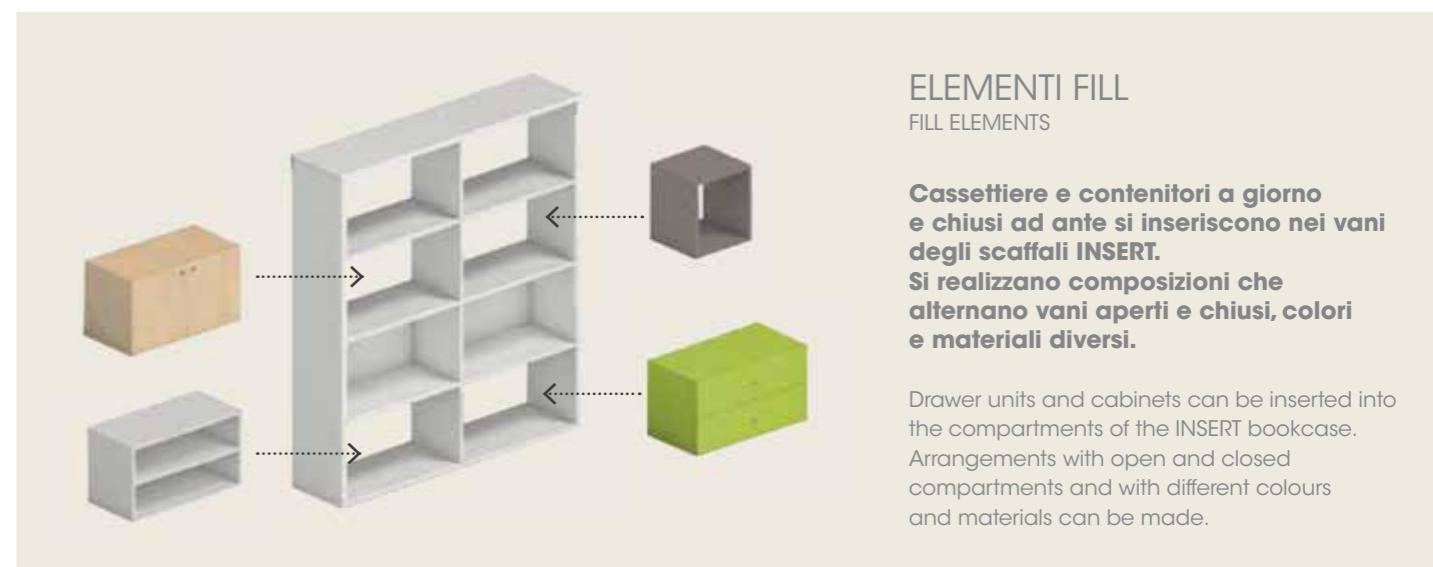 ELEMENTI FILL
FILL ELEMENTS
Cassettiere e contenitori a giorno
e chiusi ad ante si inseriscono nei vani
degli scaffali INSERT.
Si realizzano composizioni che
alternano vani aperti e chiusi, colori
e materiali diversi.
Drawer units and cabinets can be inserted into
the compartments of the INSERT bookcase.
Arrangements with open and closed
compartments and with different colours
and materials can be made.